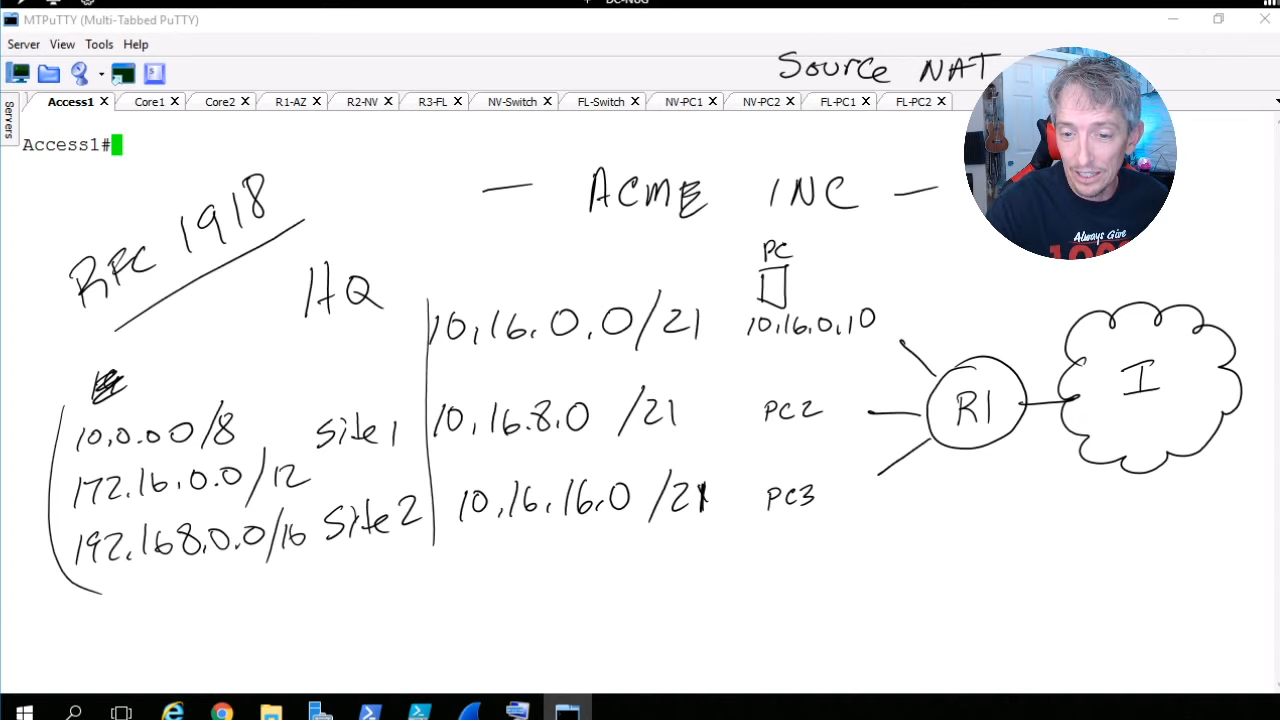 MTPuTTY (Multi-Tabbed PuTTY)
Server View Tools Help
Source NAT
Servers
Access1 Core1 Core2 R1-AZ R2-NV R3-FL NV-Switch FL-Switch NV-PC1 NV-PC2 FL-PC1 FL-PC2
Access1#
RFC 1918
— ACME INC —
Always Give
HQ
PC
10.16.0.0/21
10.16.0.10
10.0.0.0/8
Site1
10.16.8.0 /21
PC2
R1
I
172.16.0.0/12
192.168.0.0/16
Site2
10.16.16.0 /21
PC3